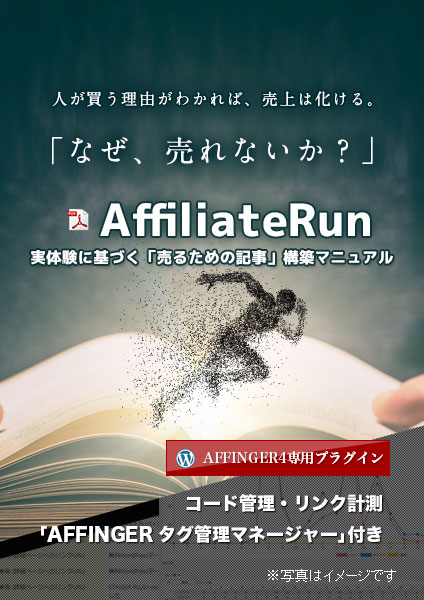 人が買う理由がわかれば、売上は化ける。
「なぜ、売れないか？」
AffiliateRun
実体験に基づく「売るための記事」構築マニュアル
AFFINGER4専用プラグイン
コード管理・リンク計測
「AFFINGER タグ管理マネージャー」付き
※写真はイメージです